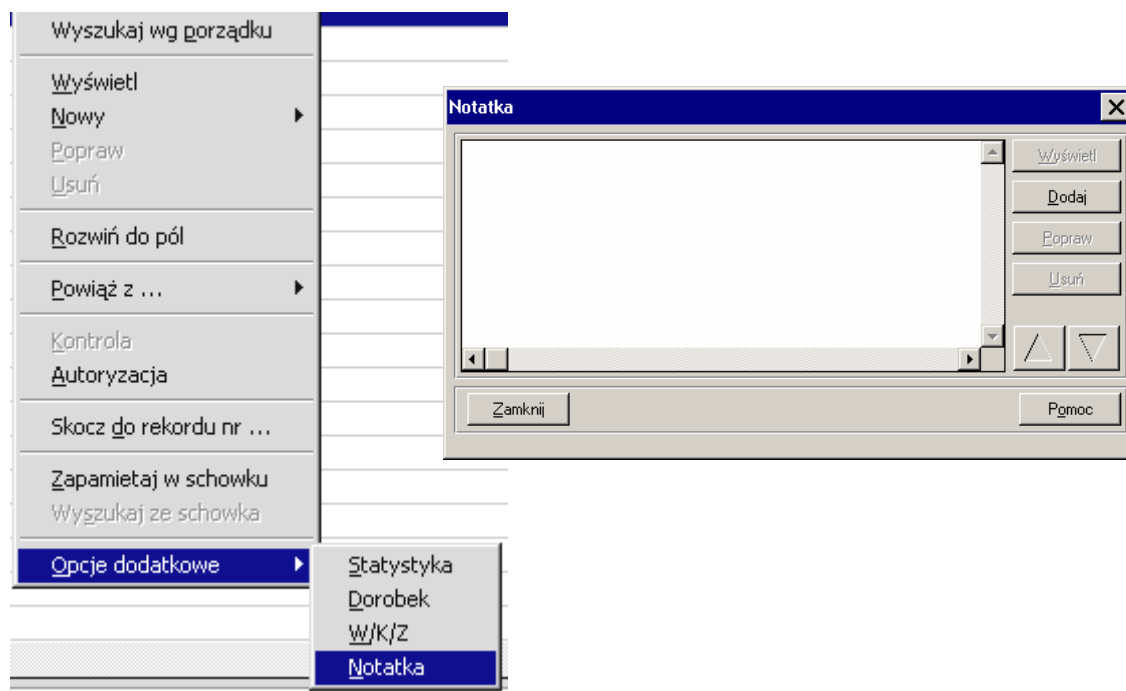 Wyszukaj wg porządku
Wyświetl
Nowy
Popraw
Usuń
Rozwiń do pól
Powiąż z ...
Kontrola
Autoryzacja
Skocz do rekordu nr ...
Zapamietaj w schowku
Wyszukaj ze schowka
Opcje dodatkowe
Statystyka
Dorobek
W/K/Z
Notatka
Notatka
Wyświetl
Dodaj
Popraw
Usuń
Zamknij
Pomoc